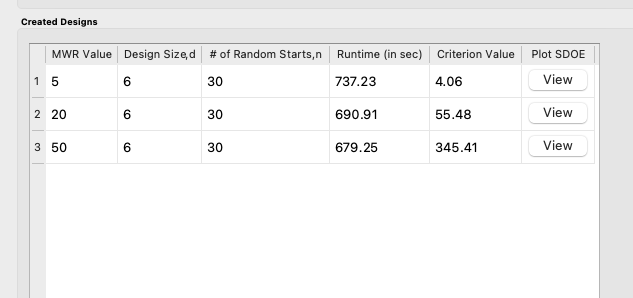 Created Designs
MWR Value Design Size,d # of Random Starts,n Runtime (in sec) Criterion Value Plot SDOE
1 5 6 30 737.23 4.06 View
2 20 6 30 690.91 55.48 View
3 50 6 30 679.25 345.41 View